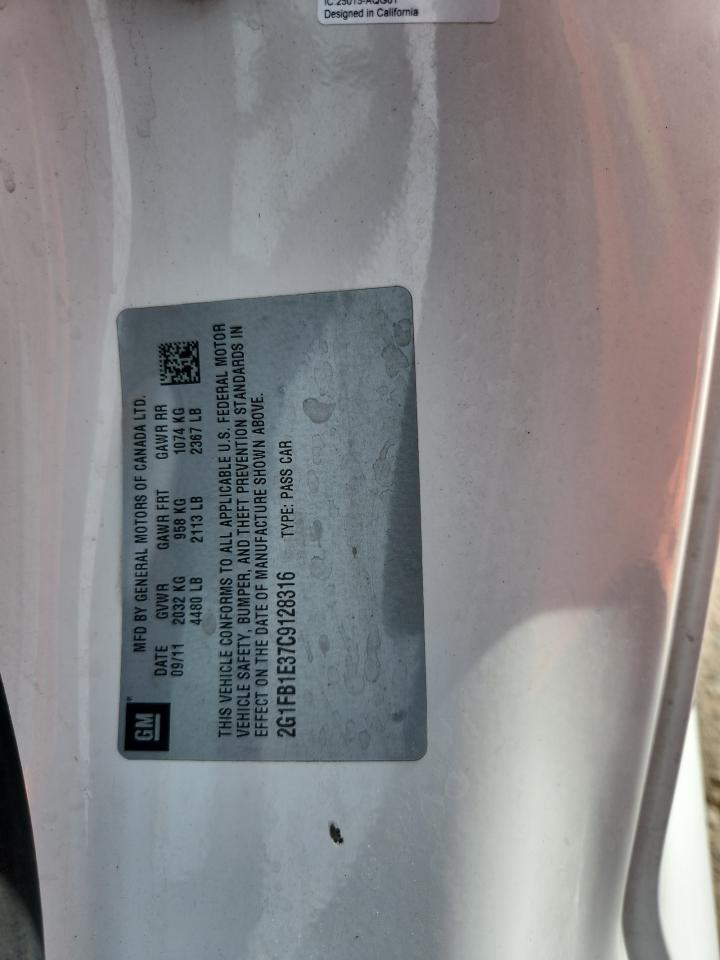 Designed in California
MFD BY GENERAL MOTORS OF CANADA LTD.
DATE GVWR GAWR FRT GAWR RR
09/11 2032 KG 958 KG 1074 KG
4480 LB 2113 LB 2367 LB
GM
THIS VEHICLE CONFORMS TO ALL APPLICABLE U.S. FEDERAL MOTOR
VEHICLE SAFETY, BUMPER, AND THEFT PREVENTION STANDARDS IN
EFFECT ON THE DATE OF MANUFACTURE SHOWN ABOVE.
2G1FB1E37C9128316 TYPE: PASS CAR